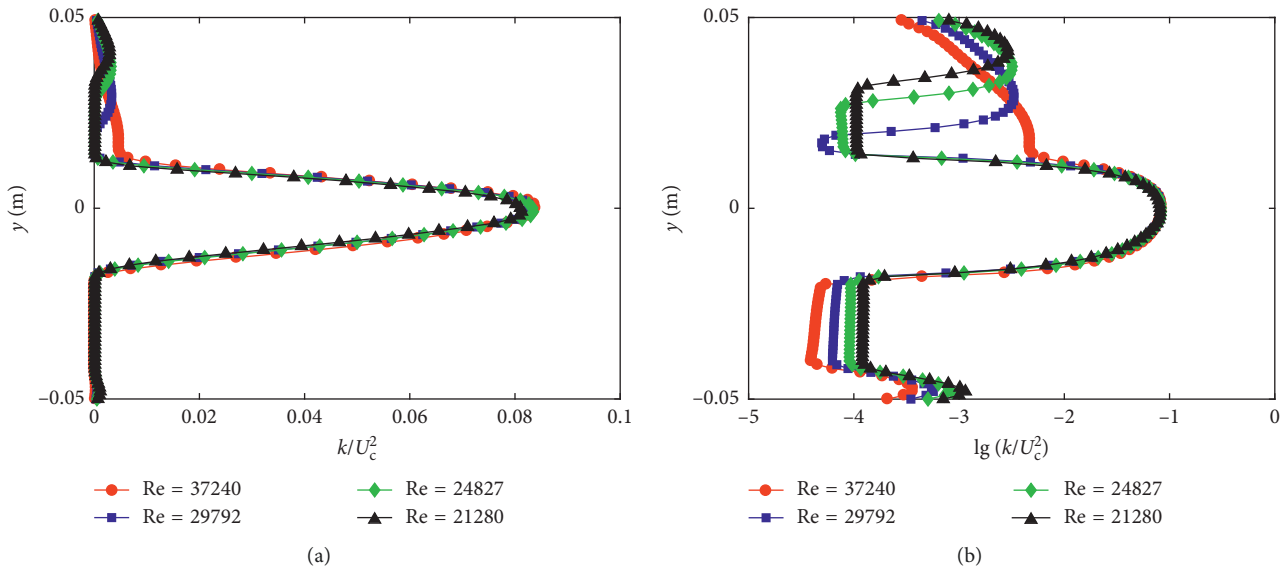 0.05
y (m)
0
–0.05
0
0.02
0.04
0.06
0.08
0.1
k/U_c^2
Re = 37240
Re = 29792
Re = 24827
Re = 21280
(a)
0.05
y (m)
0
–0.05
–5
–4
–3
–2
–1
0
lg (k/U_c^2)
Re = 37240
Re = 29792
Re = 24827
Re = 21280
(b)